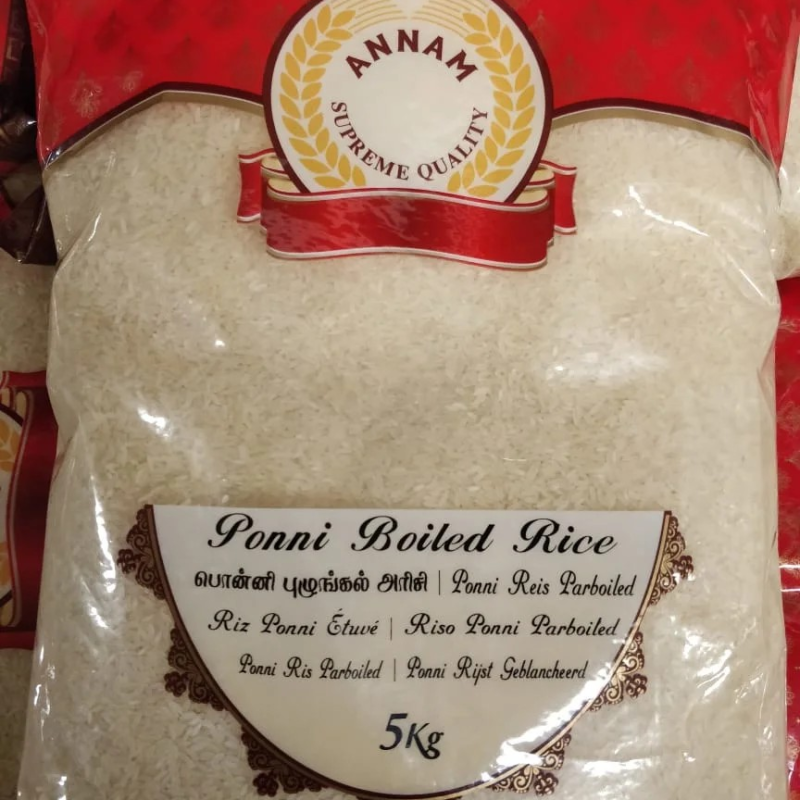 ANNAM
SUPREME QUALITY
Ponni Boiled Rice
பொன்னி புழுங்கல் அரிசி | Ponni Reis Parboiled
Riz Ponni Étuvé | Riso Ponni Parboiled
Ponni Ris Parboiled | Ponni Rijst Geblancheerd
5Kg